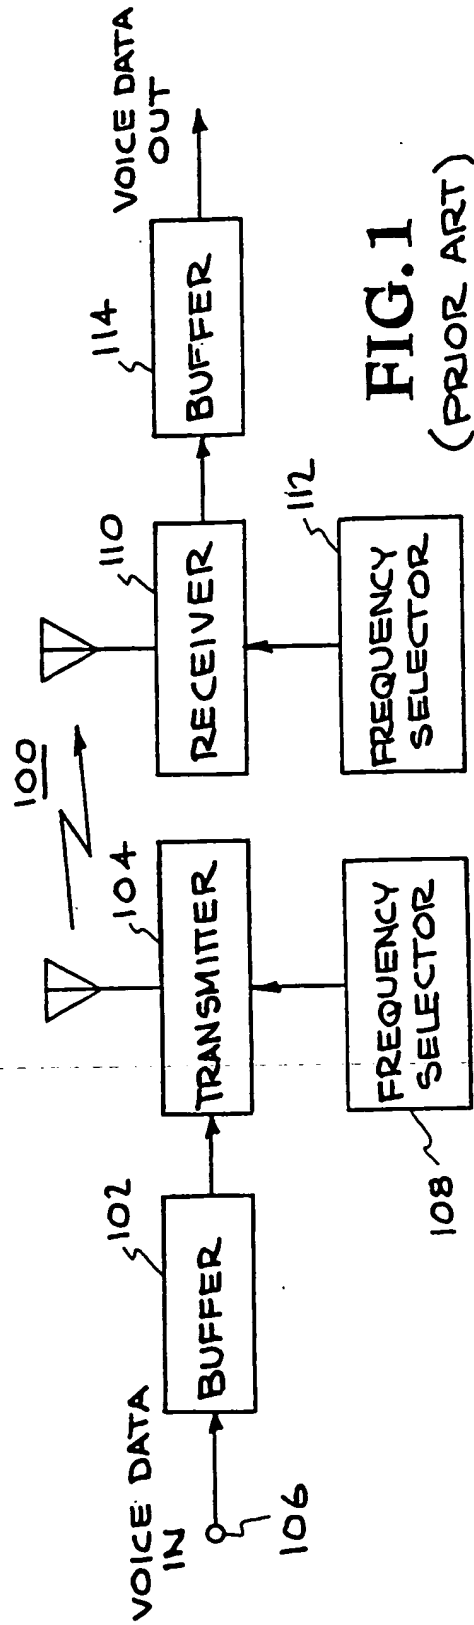 100
VOICE DATA
IN
106
102
BUFFER
104
TRANSMITTER
108
FREQUENCY
SELECTOR
110
RECEIVER
112
FREQUENCY
SELECTOR
114
BUFFER
VOICE DATA
OUT
FIG.1
(PRIOR ART)